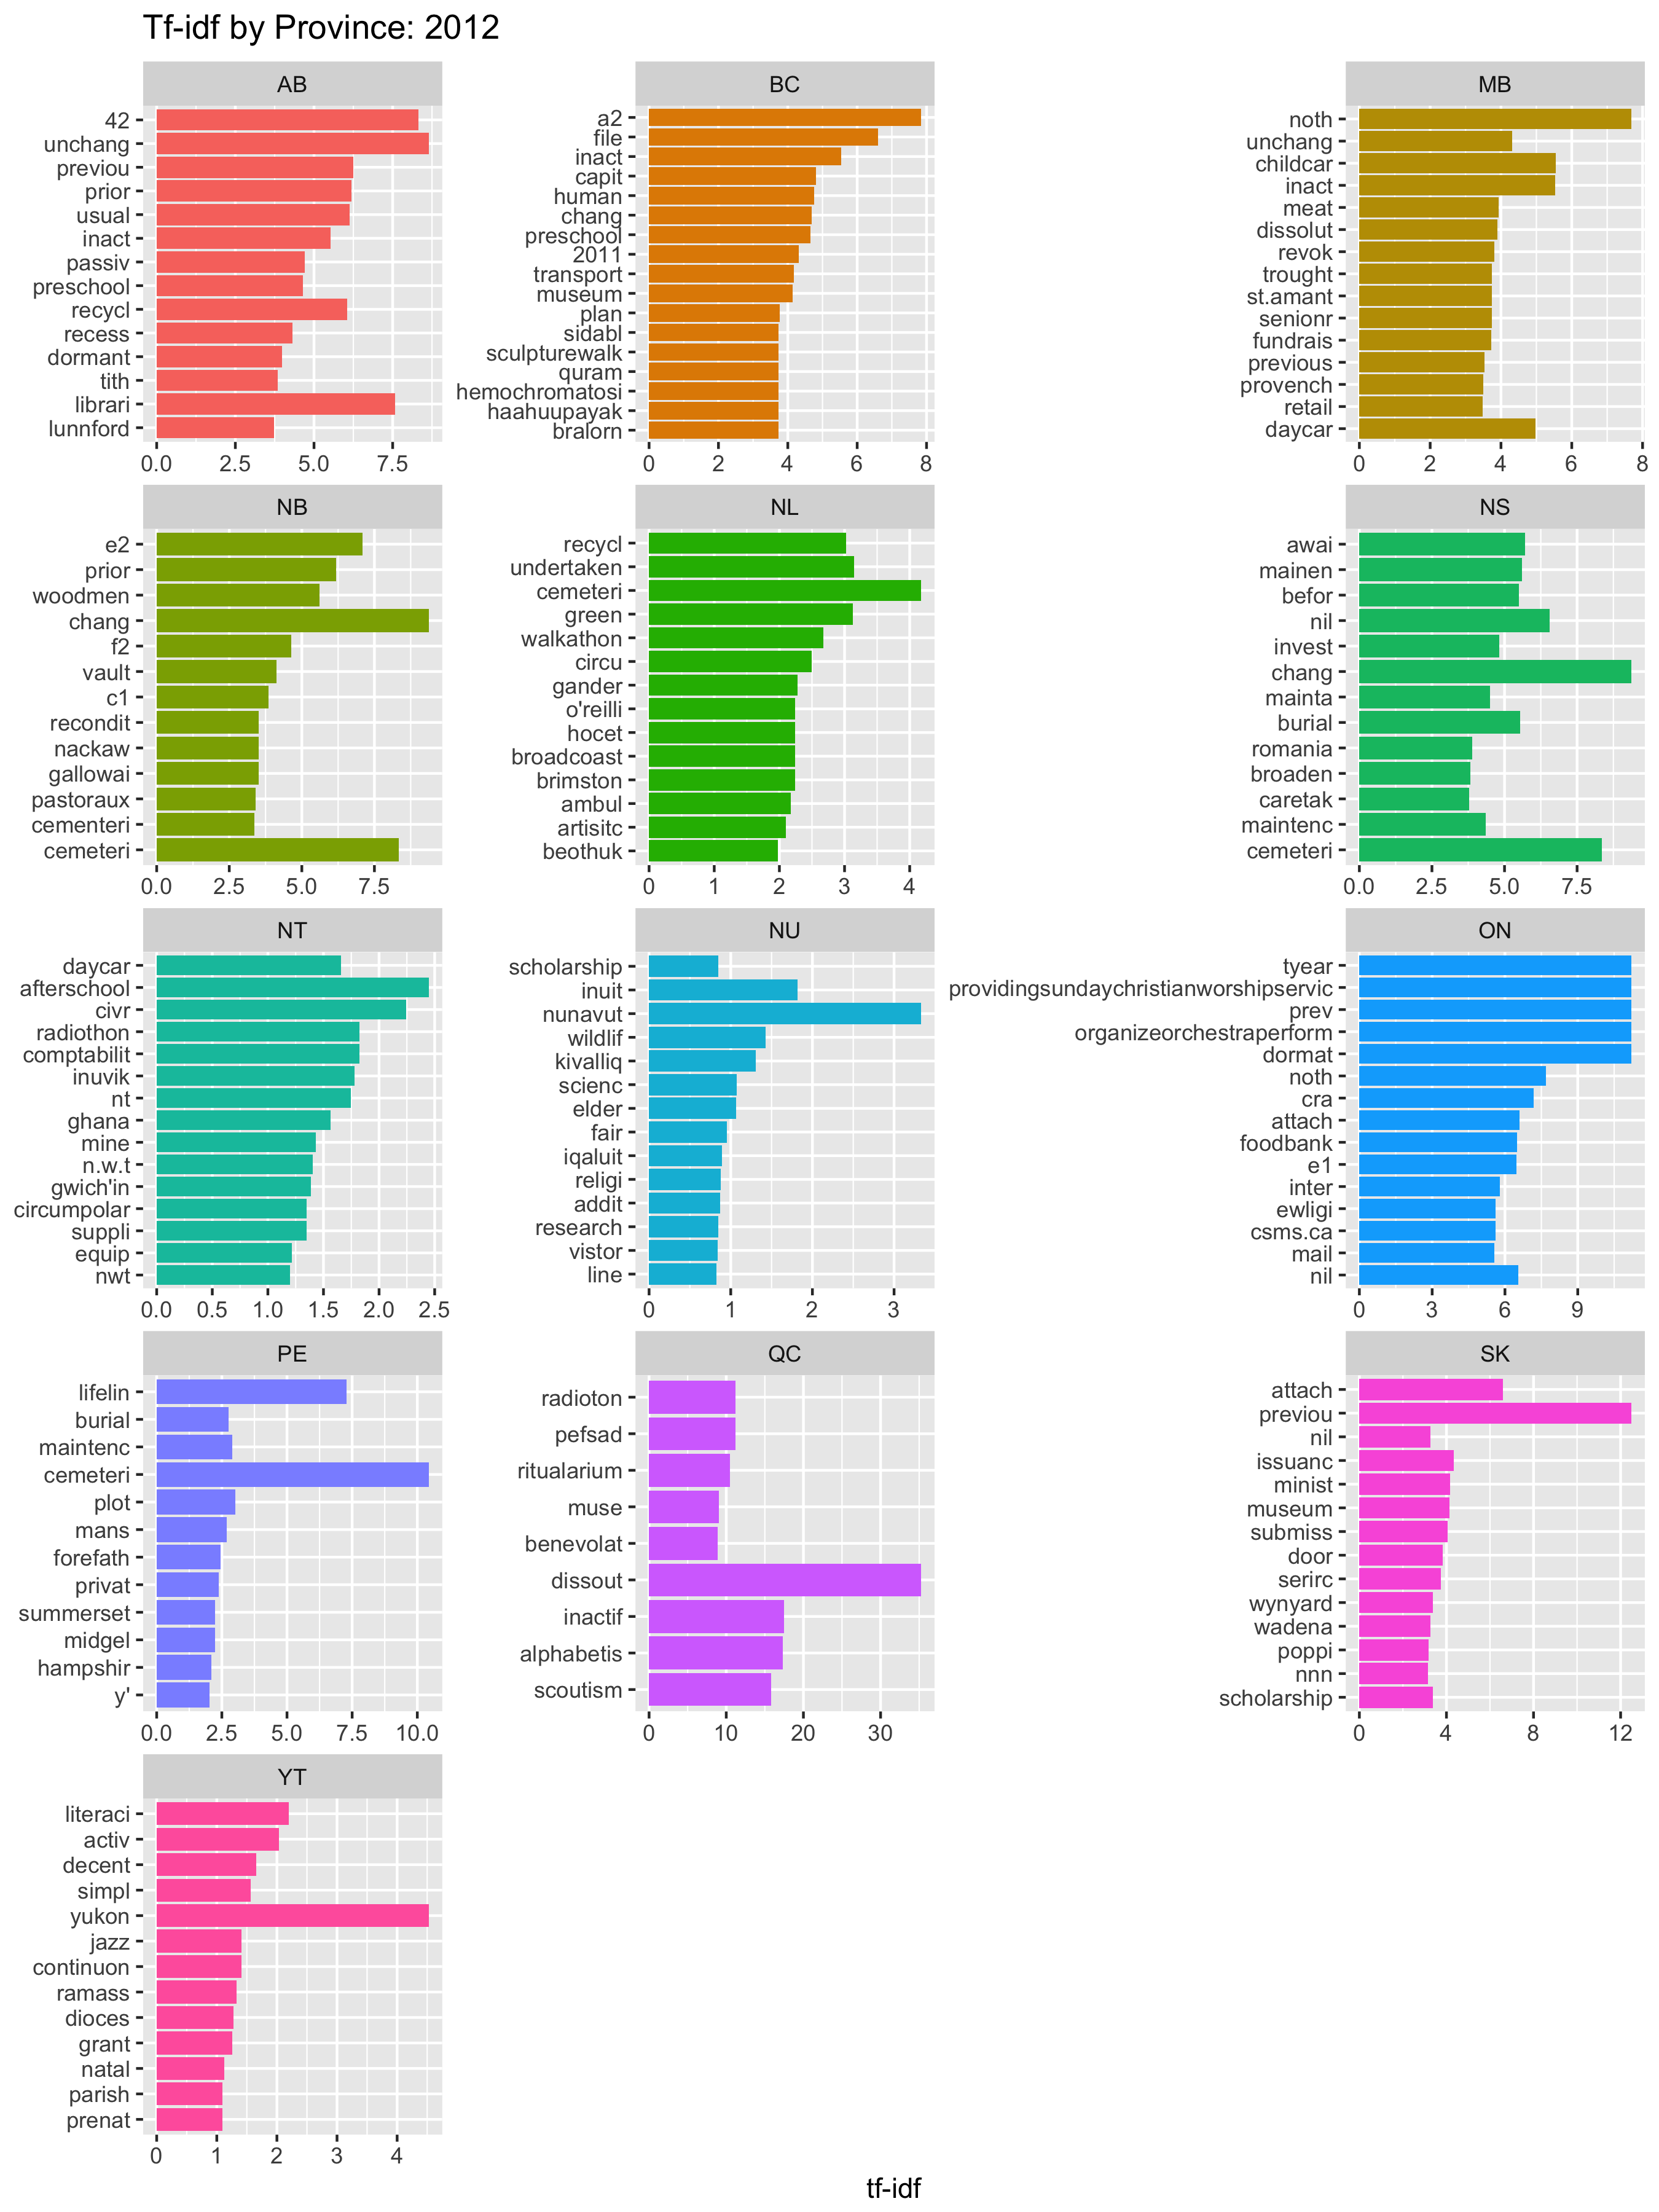 Tf-idf by Province: 2012
AB
42
unchang
previou
prior
usual
inact
passiv
preschool
recycl
recess
dormant
tith
librari
lunnford
0.0 2.5 5.0 7.5
BC
a2
file
inact
capit
human
chang
preschool
2011
transport
museum
plan
sidabl
sculpturewalk
quram
hemochromatosi
haahuupayak
bralorn
0 2 4 6 8
MB
noth
unchang
childcar
inact
meat
dissolut
revok
trought
st.amant
senionr
fundrais
previous
provench
retail
daycar
0 2 4 6 8
NB
e2
prior
woodmen
chang
f2
vault
c1
recondit
nackaw
gallowai
pastoraux
cementeri
cemeteri
0.0 2.5 5.0 7.5
NL
recycl
undertaken
cemeteri
green
walkathon
circu
gander
o'reilli
hocet
broadcoast
brimston
ambul
artisitc
beothuk
0 1 2 3 4
NS
awai
mainen
befor
nil
invest
chang
mainta
burial
romania
broaden
caretak
maintenc
cemeteri
0.0 2.5 5.0 7.5
NT
daycar
afterschool
civr
radiothon
comptabilit
inuvik
nt
ghana
mine
n.w.t
gwich'in
circumpolar
suppli
equip
nwt
0.0 0.5 1.0 1.5 2.0 2.5
NU
scholarship
inuit
nunavut
wildlif
kivalliq
scienc
elder
fair
iqaluit
religi
addit
research
vistor
line
0 1 2 3
ON
tyear
providingsundaychristianworshipservic
prev
organizeorchestraperform
dormat
noth
cra
attach
foodbank
e1
inter
ewligi
csms.ca
mail
nil
0 3 6 9
PE
lifelin
burial
maintenc
cemeteri
plot
mans
forefath
privat
summerset
midgel
hampshir
y'
0.0 2.5 5.0 7.5 10.0
QC
radioton
pefsad
ritualarium
muse
benevolat
dissout
inactif
alphabetis
scoutism
0 10 20 30
SK
attach
previou
nil
issuanc
minist
museum
submiss
door
serirc
wynyard
wadena
poppi
nnn
scholarship
0 4 8 12
YT
literaci
activ
decent
simpl
yukon
jazz
continuon
ramass
dioces
grant
natal
parish
prenat
0 1 2 3 4
tf-idf